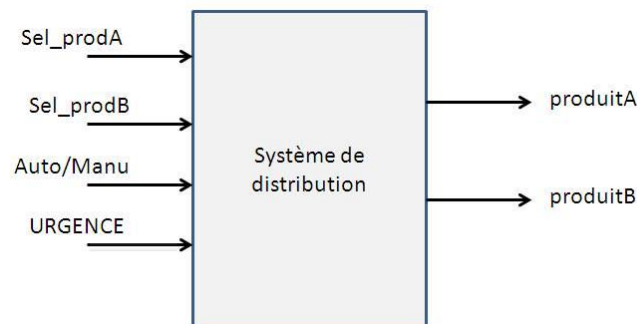 Sel_prodA
Sel_prodB
Auto/Manu
URGENCE
Système de
distribution
produitA
produitB